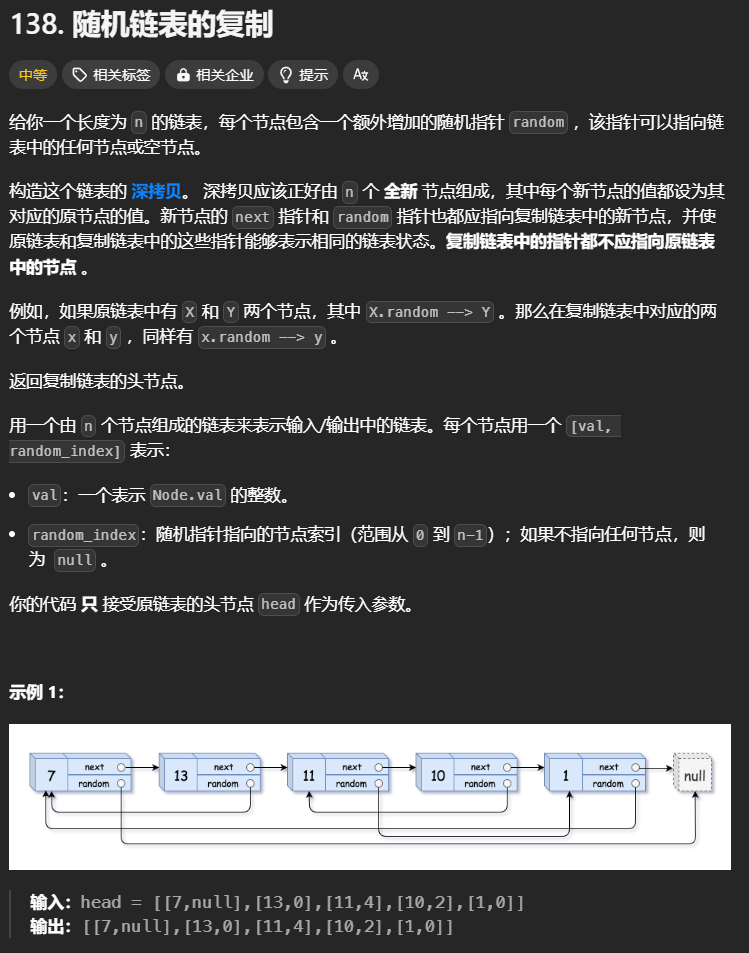 138. 随机链表的复制
中等 相关标签 相关企业 提示 Ax
给你一个长度为 n 的链表，每个节点包含一个额外增加的随机指针 random ，该指针可以指向链
表中的任何节点或空节点。
构造这个链表的 深拷贝。 深拷贝应该正好由 n 个 全新 节点组成，其中每个新节点的值都设为其
对应的原节点的值。新节点的 next 指针和 random 指针也都应指向复制链表中的新节点，并使
原链表和复制链表中的这些指针能够表示相同的链表状态。复制链表中的指针都不应指向原链表
中的节点 。
例如，如果原链表中有 X 和 Y 两个节点，其中 X.random --> Y 。那么在复制链表中对应的两
个节点 x 和 y ，同样有 x.random --> y 。
返回复制链表的头节点。
用一个由 n 个节点组成的链表来表示输入/输出中的链表。每个节点用一个 [val,
random_index] 表示：
• val：一个表示 Node.val 的整数。
• random_index：随机指针指向的节点索引（范围从 0 到 n-1）；如果不指向任何节点，则
为 null 。
你的代码 只 接受原链表的头节点 head 作为传入参数。
示例 1：
7 next random 13 next random 11 next random 10 next random 1 next random null
输入：head = [[7,null],[13,0],[11,4],[10,2],[1,0]]
输出：[[7,null],[13,0],[11,4],[10,2],[1,0]]